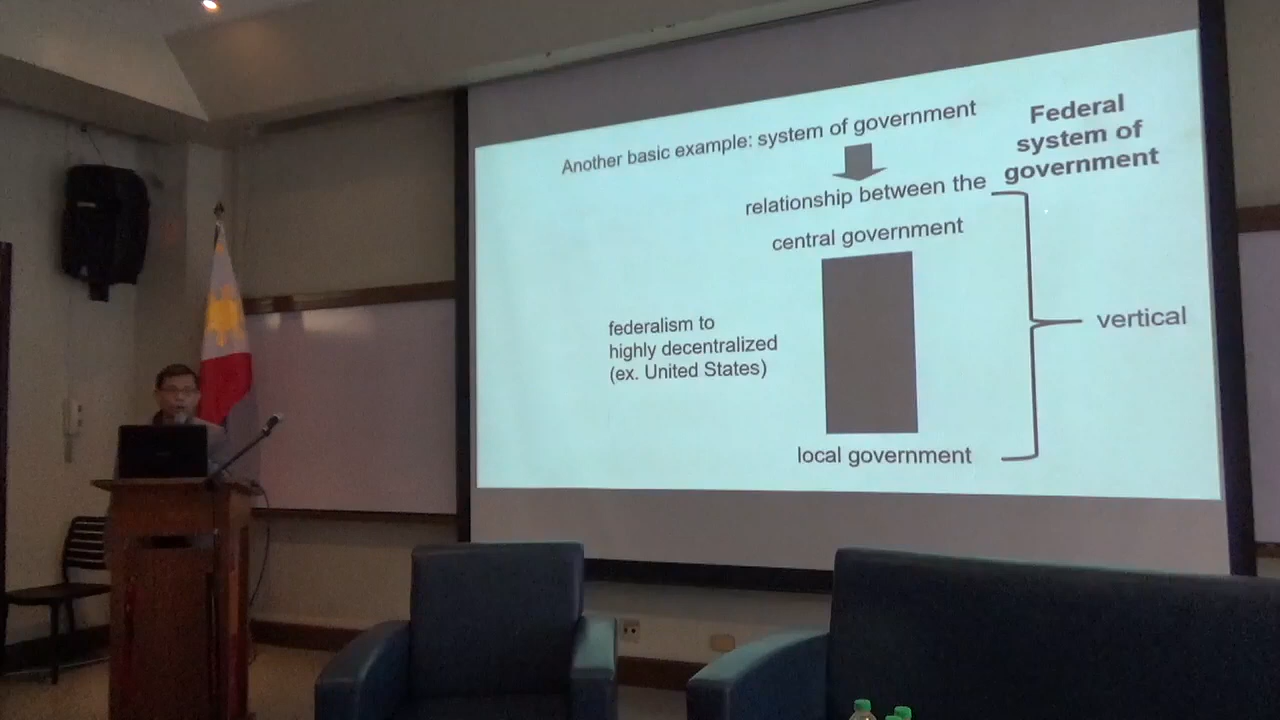 Another basic example: system of government
Federal
system of
government
relationship between the
central government
federalism to
highly decentralized
(ex. United States)
vertical
local government